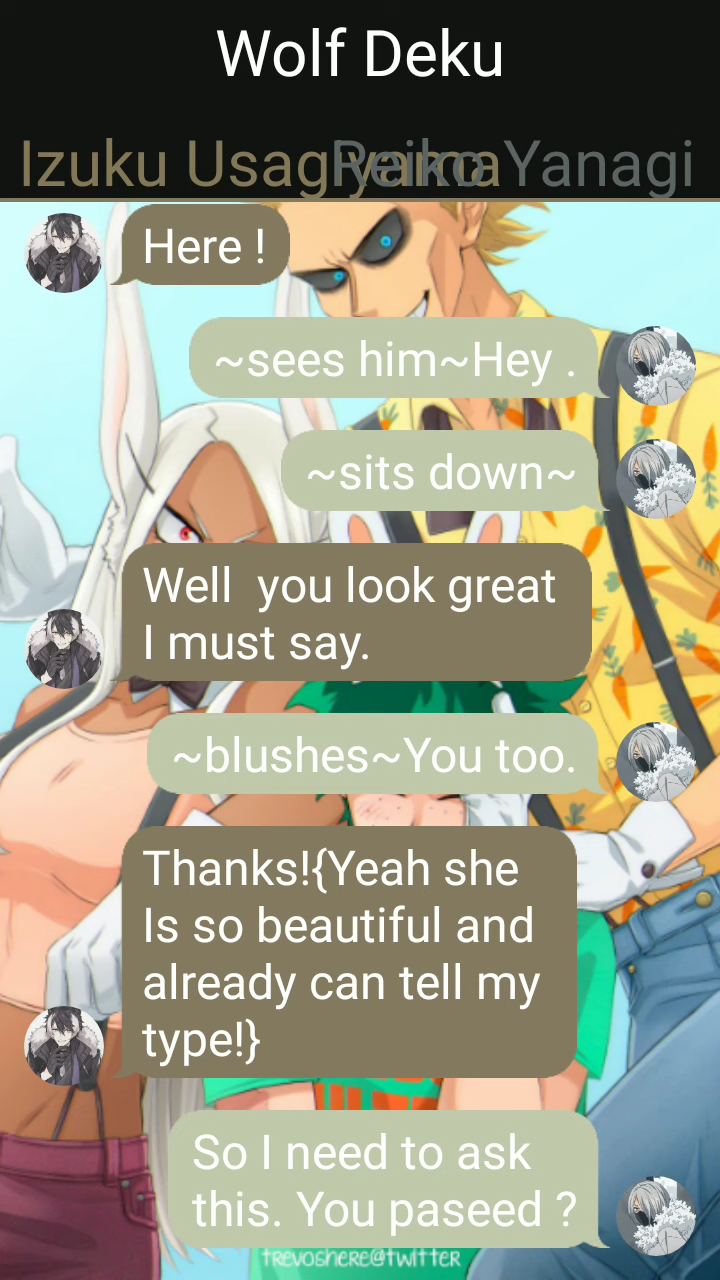 Wolf Deku
Izuku Usagiyama Reiko Yanagi
Here !
~sees him~Hey .
~sits down~
Well  you look great
I must say.
~blushes~You too.
Thanks!{Yeah she
Is so beautiful and
already can tell my
type!}
So I need to ask
this. You paseed ?
TREVOSHERE@TWITTER